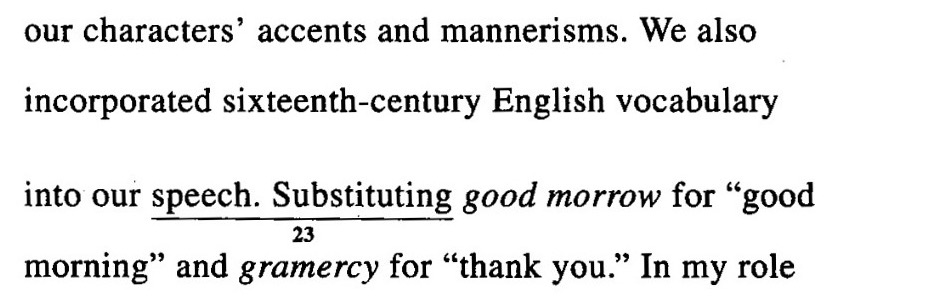 our characters’ accents and mannerisms. We also
incorporated sixteenth-century English vocabulary
into our speech. Substituting good morrow for “good
23
morning” and gramercy for “thank you.” In my role